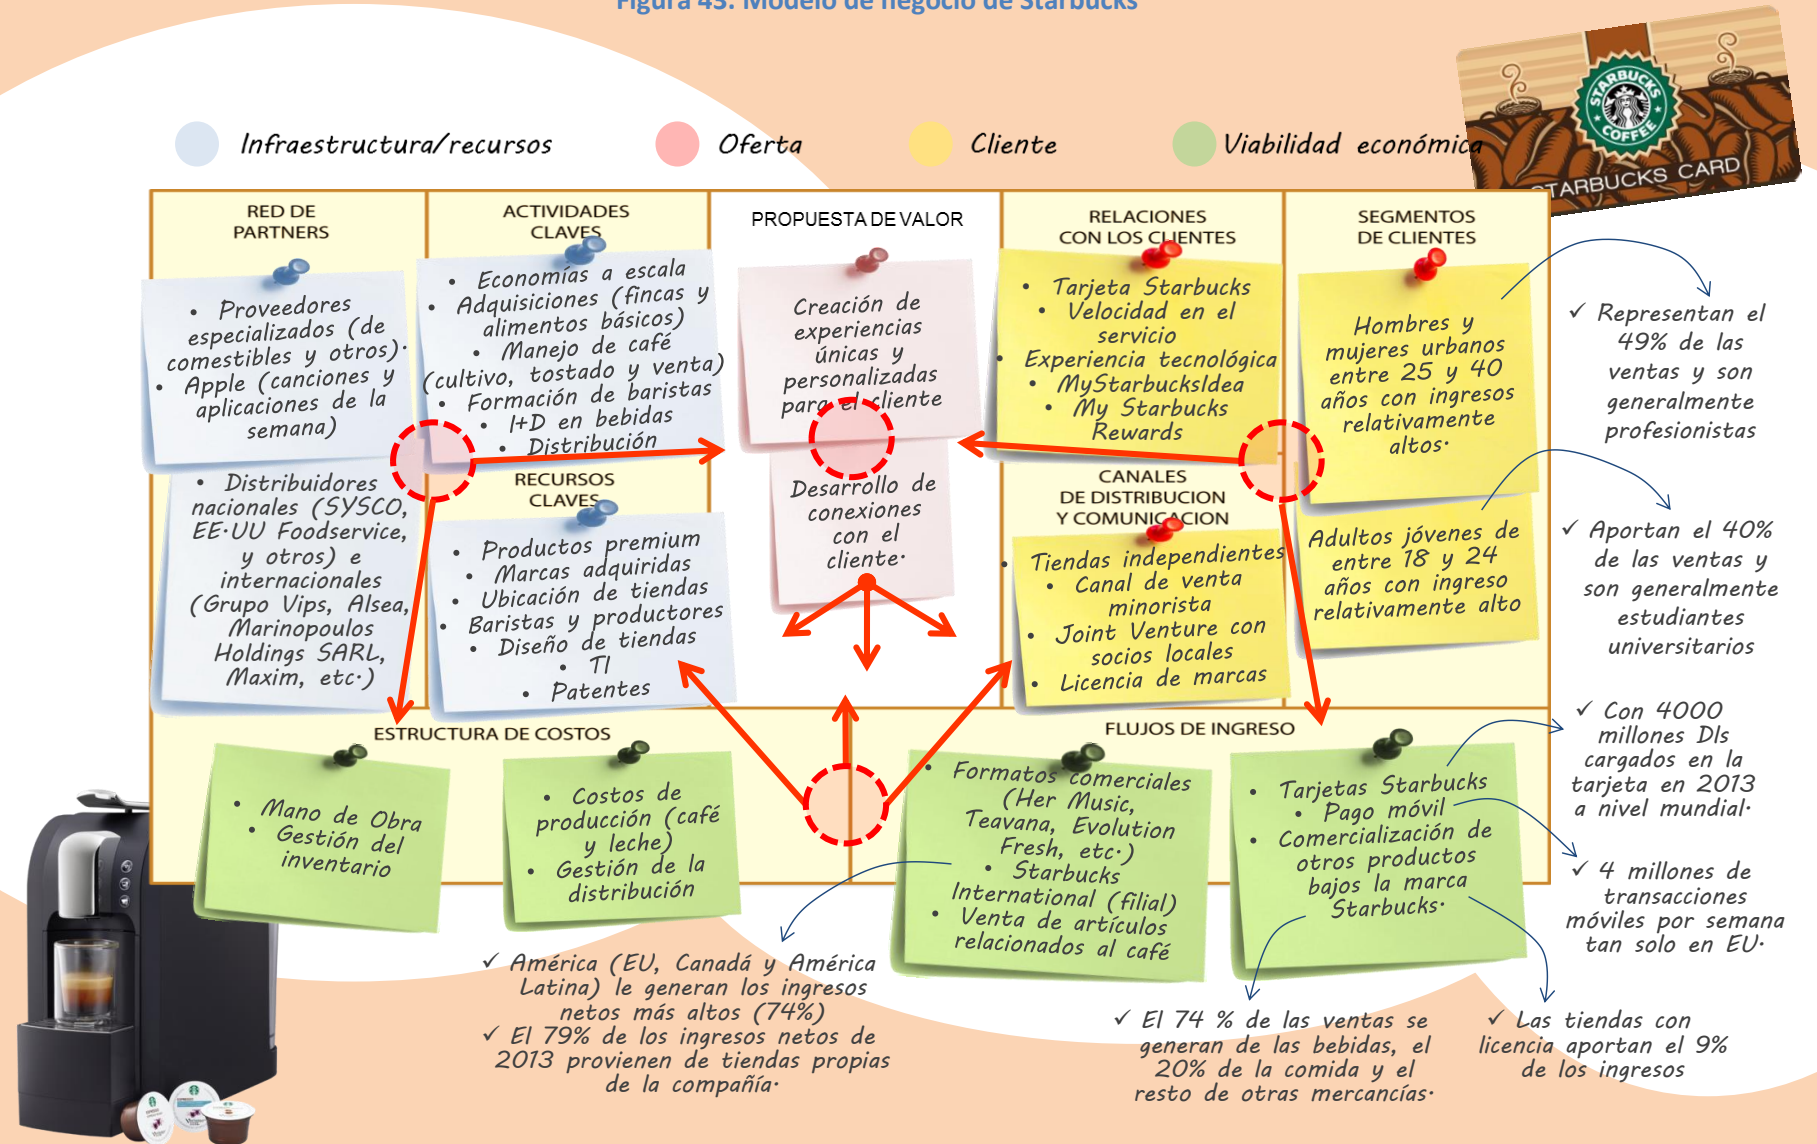 Figura 43. Modelo de negocio de Starbucks
Infraestructura/recursos
Oferta
Cliente
Viabilidad económica
STARBUCKS
COFFEE
STARBUCKS CARD
RED DE
PARTNERS
• Proveedores
especializados (de
comestibles y otros).
• Apple (canciones y
aplicaciones de la
semana)
• Distribuidores
nacionales (SYSCO,
EE.UU Foodservice,
y otros) e
internacionales
(Grupo Vips, Alsea,
Marinopoulos
Holdings SARL,
Maxim, etc.)
ACTIVIDADES
CLAVES
• Economías a escala
• Adquisiciones (fincas y
alimentos básicos)
• Manejo de café
(cultivo, tostado y venta)
• Formación de baristas
• I+D en bebidas
• Distribución
RECURSOS
CLAVES
• Productos premium
• Marcas adquiridas
• Ubicación de tiendas
• Baristas y productores
• Diseño de tiendas
• TI
• Patentes
PROPUESTA DE VALOR
Creación de
experiencias
únicas y
personalizadas
para el cliente
Desarrollo de
conexiones
con el
cliente.
RELACIONES
CON LOS CLIENTES
• Tarjeta Starbucks
• Velocidad en el
servicio
• Experiencia tecnológica
• MyStarbucksIdea
• My Starbucks
Rewards
CANALES
DE DISTRIBUCION
Y COMUNICACION
• Tiendas independientes
• Canal de venta
minorista
• Joint Venture con
socios locales
• Licencia de marcas
SEGMENTOS
DE CLIENTES
Hombres y
mujeres urbanos
entre 25 y 40
años con ingresos
relativamente
altos.
Adultos jóvenes de
entre 18 y 24
años con ingreso
relativamente alto
✓ Representan el
49% de las
ventas y son
generalmente
profesionistas
✓ Aportan el 40%
de las ventas y
son generalmente
estudiantes
universitarios
ESTRUCTURA DE COSTOS
• Mano de Obra
• Gestión del
inventario
• Costos de
producción (café
y leche)
• Gestión de la
distribución
FLUJOS DE INGRESO
• Formatos comerciales
(Her Music,
Teavana, Evolution
Fresh, etc.)
• Starbucks
International (filial)
• Venta de artículos
relacionados al café
• Tarjetas Starbucks
• Pago móvil
• Comercialización de
otros productos
bajos la marca
Starbucks.
✓ Con 4000
millones Dls
cargados en la
tarjeta en 2013
a nivel mundial.
✓ 4 millones de
transacciones
móviles por semana
tan solo en EU.
✓ América (EU, Canadá y América
Latina) le generan los ingresos
netos más altos (74%)
✓ El 79% de los ingresos netos de
2013 provienen de tiendas propias
de la compañía.
✓ El 74 % de las ventas se
generan de las bebidas, el
20% de la comida y el
resto de otras mercancías.
✓ Las tiendas con
licencia aportan el 9%
de los ingresos